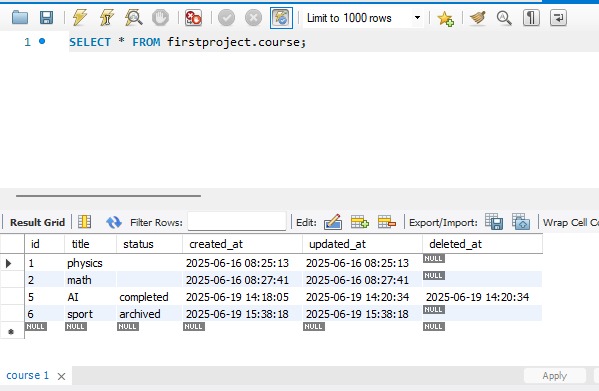 Limit to 1000 rows
1 SELECT * FROM firstproject.course;
Result Grid Filter Rows: Edit: Export/Import: Wrap Cell Co
id title status created_at updated_at deleted_at
1 physics 2025-06-16 08:25:13 2025-06-16 08:25:13 NULL
2 math 2025-06-16 08:27:41 2025-06-16 08:27:41 NULL
5 AI completed 2025-06-19 14:18:05 2025-06-19 14:20:34 2025-06-19 14:20:34
6 sport archived 2025-06-19 15:38:18 2025-06-19 15:38:18 NULL
NULL NULL NULL NULL NULL NULL
course 1 Apply